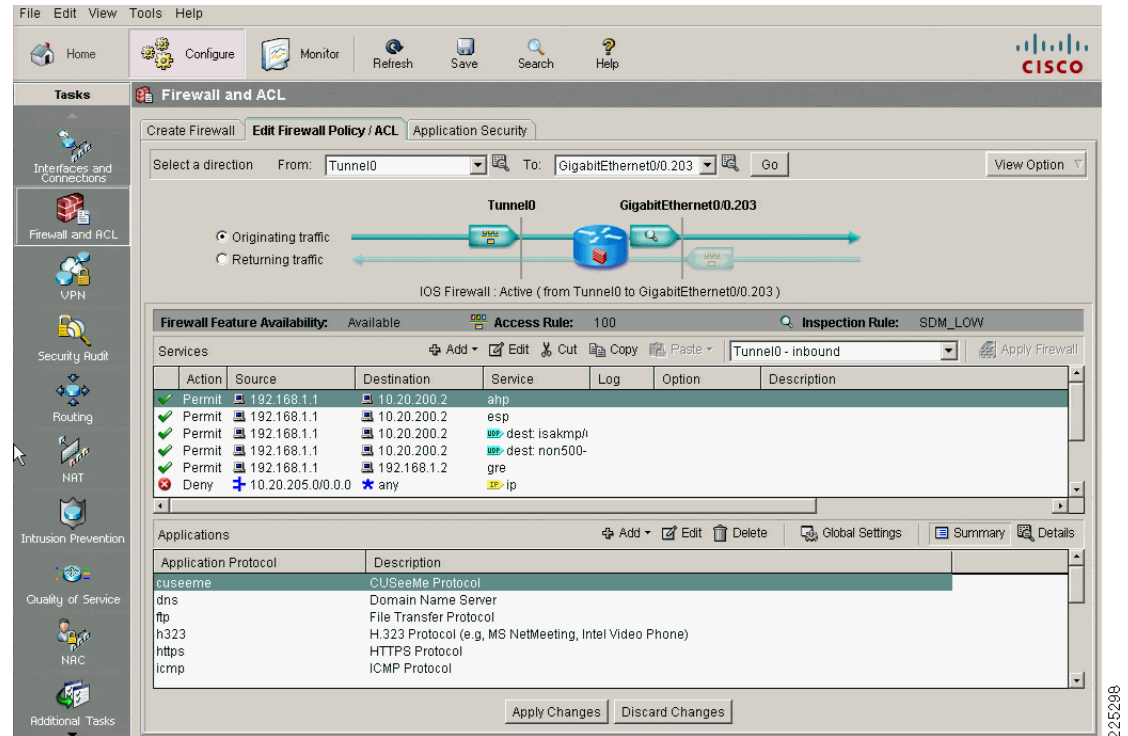 File Edit View Tools Help
Home Configure Monitor Refresh Save Search Help
CISCO
Tasks
Firewall and ACL
Interfaces and Connections
Firewall and ACL
VPN
Security Audit
Routing
NAT
Intrusion Prevention
Quality of Service
NAC
Additional Tasks
Create Firewall Edit Firewall Policy / ACL Application Security
Select a direction From: Tunnel0 To: GigabitEthernet0/0.203 Go View Option
Tunnel0 GigabitEthernet0/0.203
Originating traffic
Returning traffic
IOS Firewall : Active ( from Tunnel0 to GigabitEthernet0/0.203 )
Firewall Feature Availability: Available Access Rule: 100 Inspection Rule: SDM_LOW
Services Add Edit Cut Copy Paste Tunnel0 - inbound Apply Firewall
Action Source Destination Service Log Option Description
Permit 192.168.1.1 10.20.200.2 ahp
Permit 192.168.1.1 10.20.200.2 esp
Permit 192.168.1.1 10.20.200.2 UDP dest: isakmp/
Permit 192.168.1.1 10.20.200.2 UDP dest: non500-
Permit 192.168.1.1 192.168.1.2 gre
Deny 10.20.205.0/0.0.0 any IP ip
Applications Add Edit Delete Global Settings Summary Details
Application Protocol Description
cuseeme CUSeeMe Protocol
dns Domain Name Server
ftp File Transfer Protocol
h323 H.323 Protocol (e.g, MS NetMeeting, Intel Video Phone)
https HTTPS Protocol
icmp ICMP Protocol
Apply Changes Discard Changes
225298